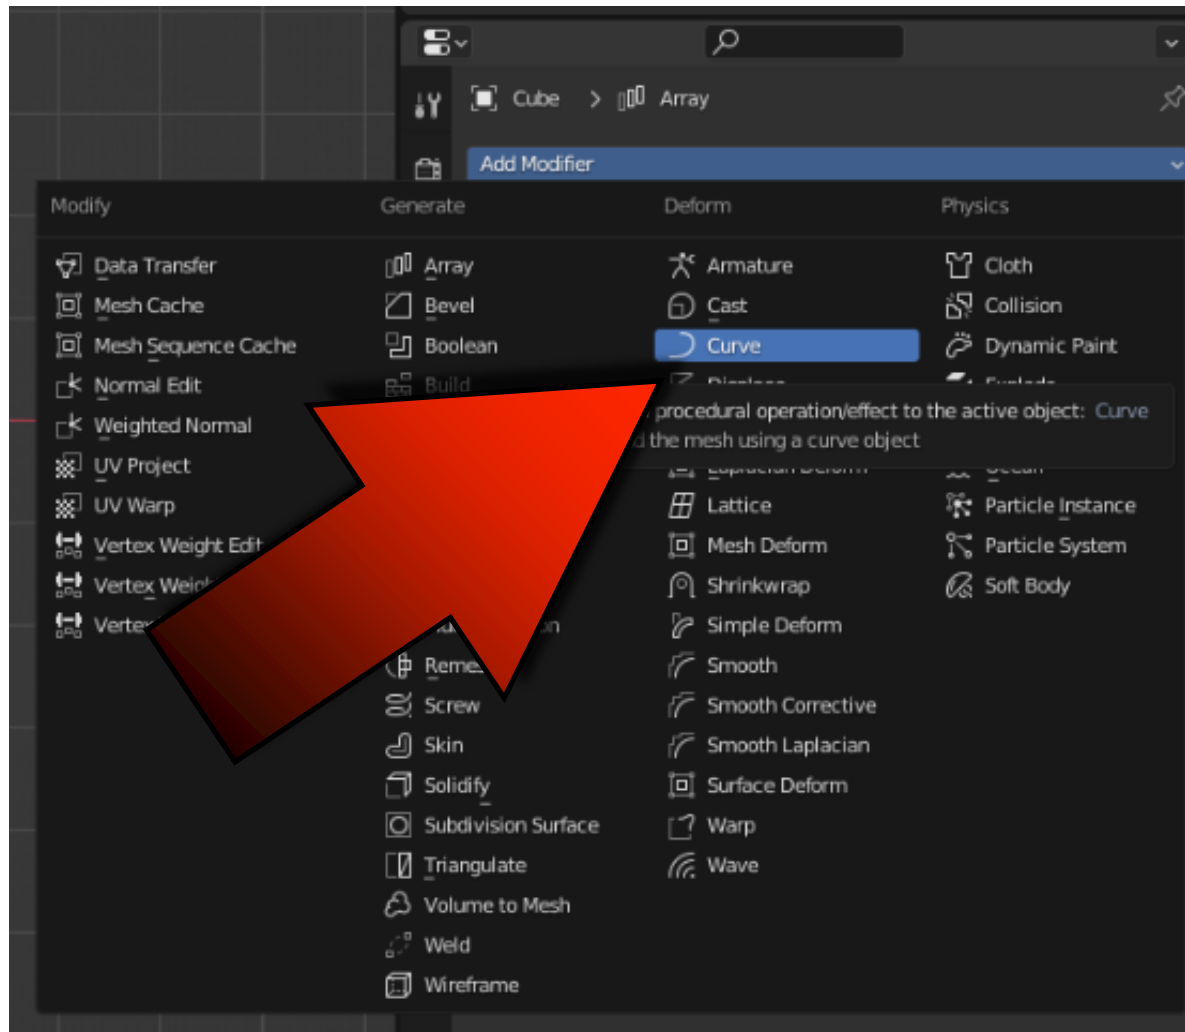 Cube > Array
Add Modifier
Modify Generate Deform Physics
Data Transfer Array Armature Cloth
Mesh Cache Bevel Cast Collision
Mesh Sequence Cache Boolean Curve Dynamic Paint
Normal Edit Build
Weighted Normal procedural operation/effect to the active object: Curve
the mesh using a curve object
UV Project
UV Warp Lattice Particle Instance
Vertex Weight Edit Mesh Deform Particle System
Vertex Shrinkwrap Soft Body
Simple Deform
Smooth
Screw Smooth Corrective
Skin Smooth Laplacian
Solidify Surface Deform
Subdivision Surface Warp
Triangulate Wave
Volume to Mesh
Weld
Wireframe